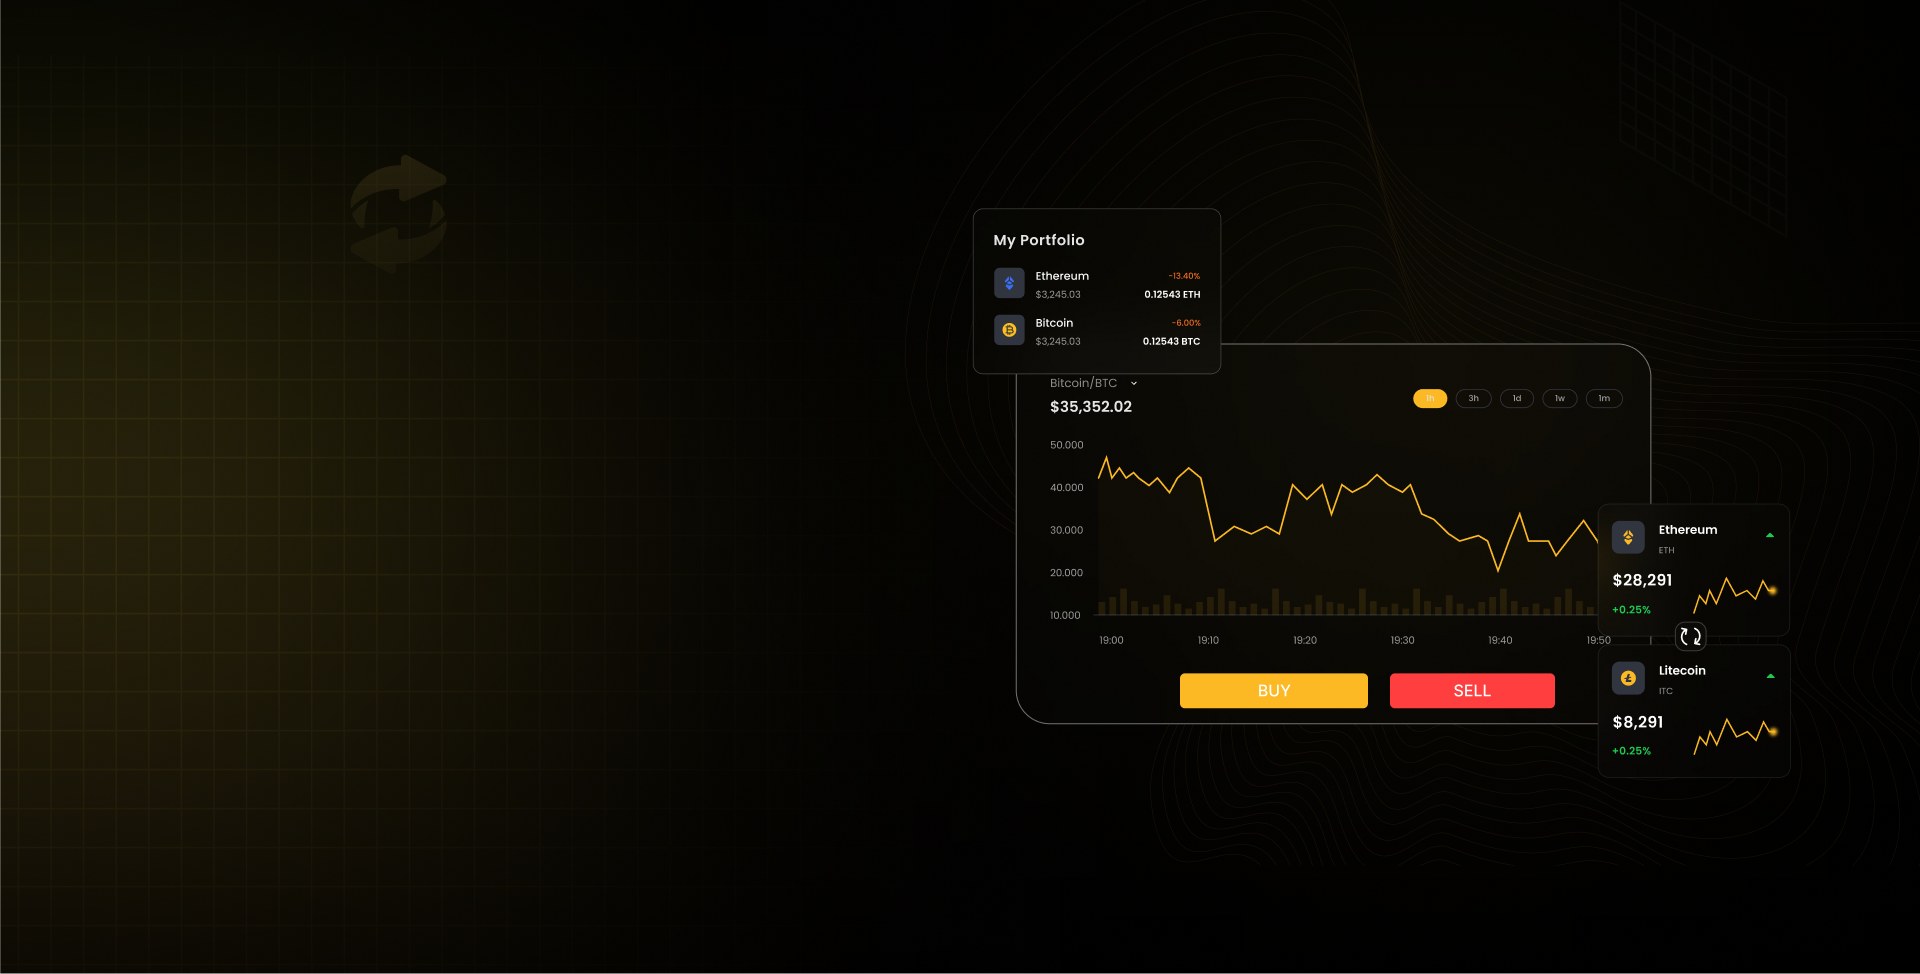 My Portfolio
Ethereum -13.40%
$3,245.03 0.12543 ETH
Bitcoin -6.00%
$3,245.03 0.12543 BTC
Bitcoin/BTC
$35,352.02
1h 3h 1d 1w 1m
50.000
40.000
30.000
20.000
10.000
19:00 19:10 19:20 19:30 19:40 19:50
BUY SELL
Ethereum
ETH
$28,291
+0.25%
Litecoin
ITC
$8,291
+0.25%